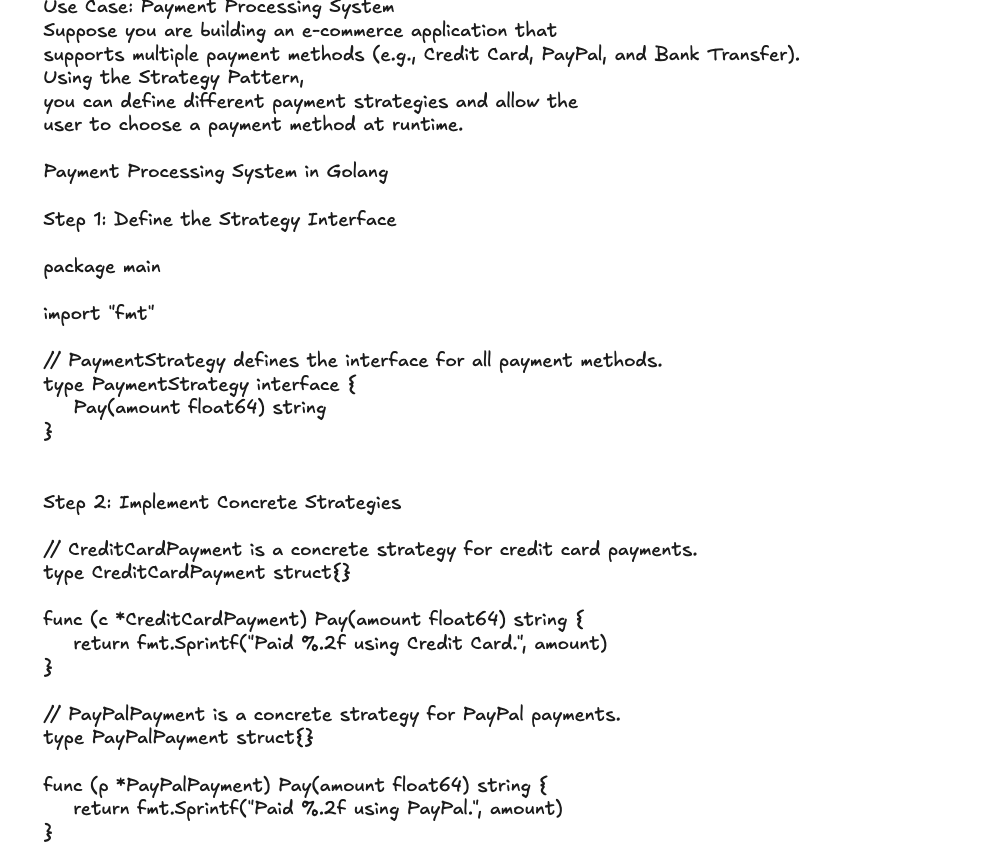 Use Case: Payment Processing System
Suppose you are building an e-commerce application that
supports multiple payment methods (e.g., Credit Card, PayPal, and Bank Transfer).
Using the Strategy Pattern,
you can define different payment strategies and allow the
user to choose a payment method at runtime.
Payment Processing System in Golang
Step 1: Define the Strategy Interface
package main
import "fmt"
// PaymentStrategy defines the interface for all payment methods.
type PaymentStrategy interface {
    Pay(amount float64) string
}
Step 2: Implement Concrete Strategies
// CreditCardPayment is a concrete strategy for credit card payments.
type CreditCardPayment struct{}
func (c *CreditCardPayment) Pay(amount float64) string {
    return fmt.Sprintf("Paid %.2f using Credit Card.", amount)
}
// PayPalPayment is a concrete strategy for PayPal payments.
type PayPalPayment struct{}
func (p *PayPalPayment) Pay(amount float64) string {
    return fmt.Sprintf("Paid %.2f using PayPal.", amount)
}